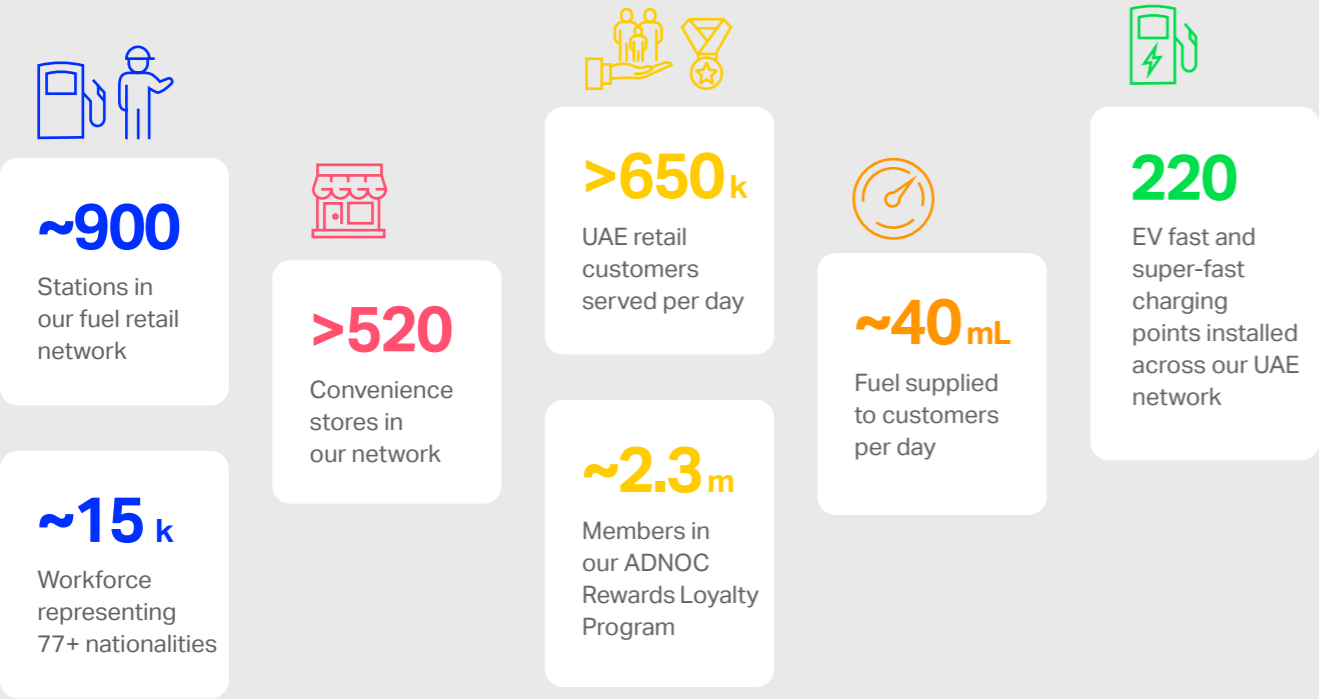 ~900
Stations in
our fuel retail
network
~15 k
Workforce
representing
77+ nationalities
>520
Convenience
stores in
our network
>650 k
UAE retail
customers
served per day
~2.3 m
Members in
our ADNOC
Rewards Loyalty
Program
~40 mL
Fuel supplied
to customers
per day
220
EV fast and
super-fast
charging
points installed
across our UAE
network